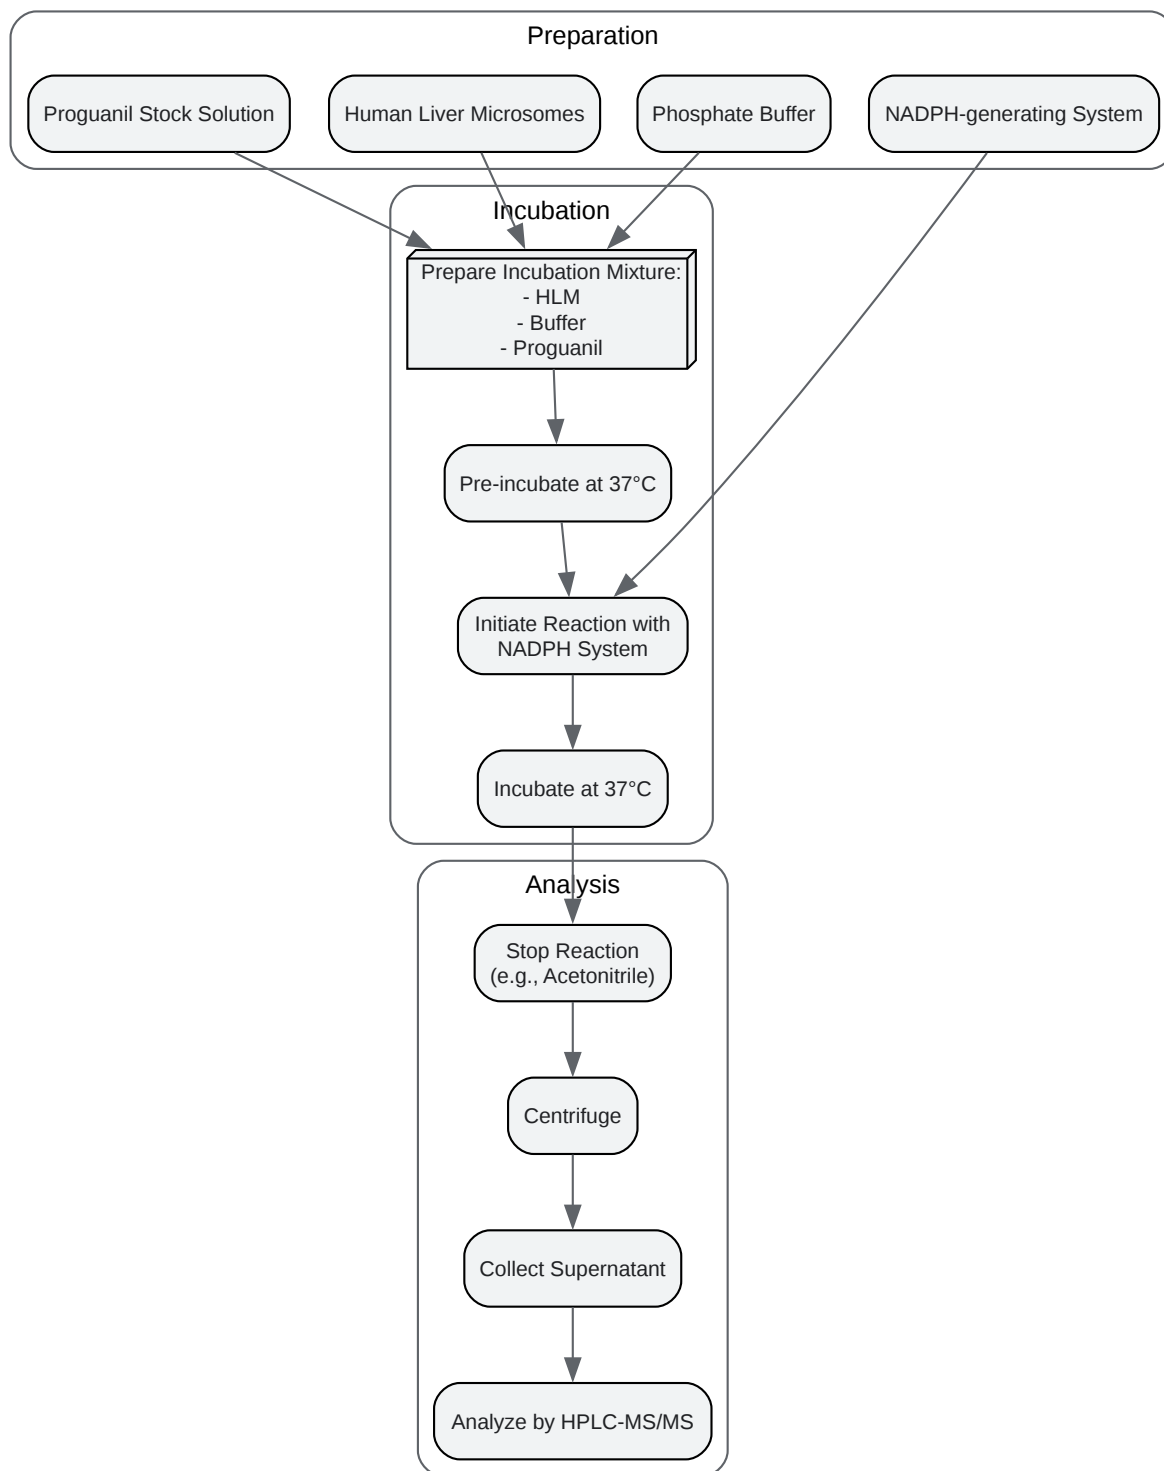 Preparation
Proguanil Stock Solution
Human Liver Microsomes
Phosphate Buffer
NADPH-generating System
Incubation
Prepare Incubation Mixture:
- HLM
- Buffer
- Proguanil
Pre-incubate at 37°C
Initiate Reaction with
NADPH System
Incubate at 37°C
Analysis
Stop Reaction
(e.g., Acetonitrile)
Centrifuge
Collect Supernatant
Analyze by HPLC-MS/MS